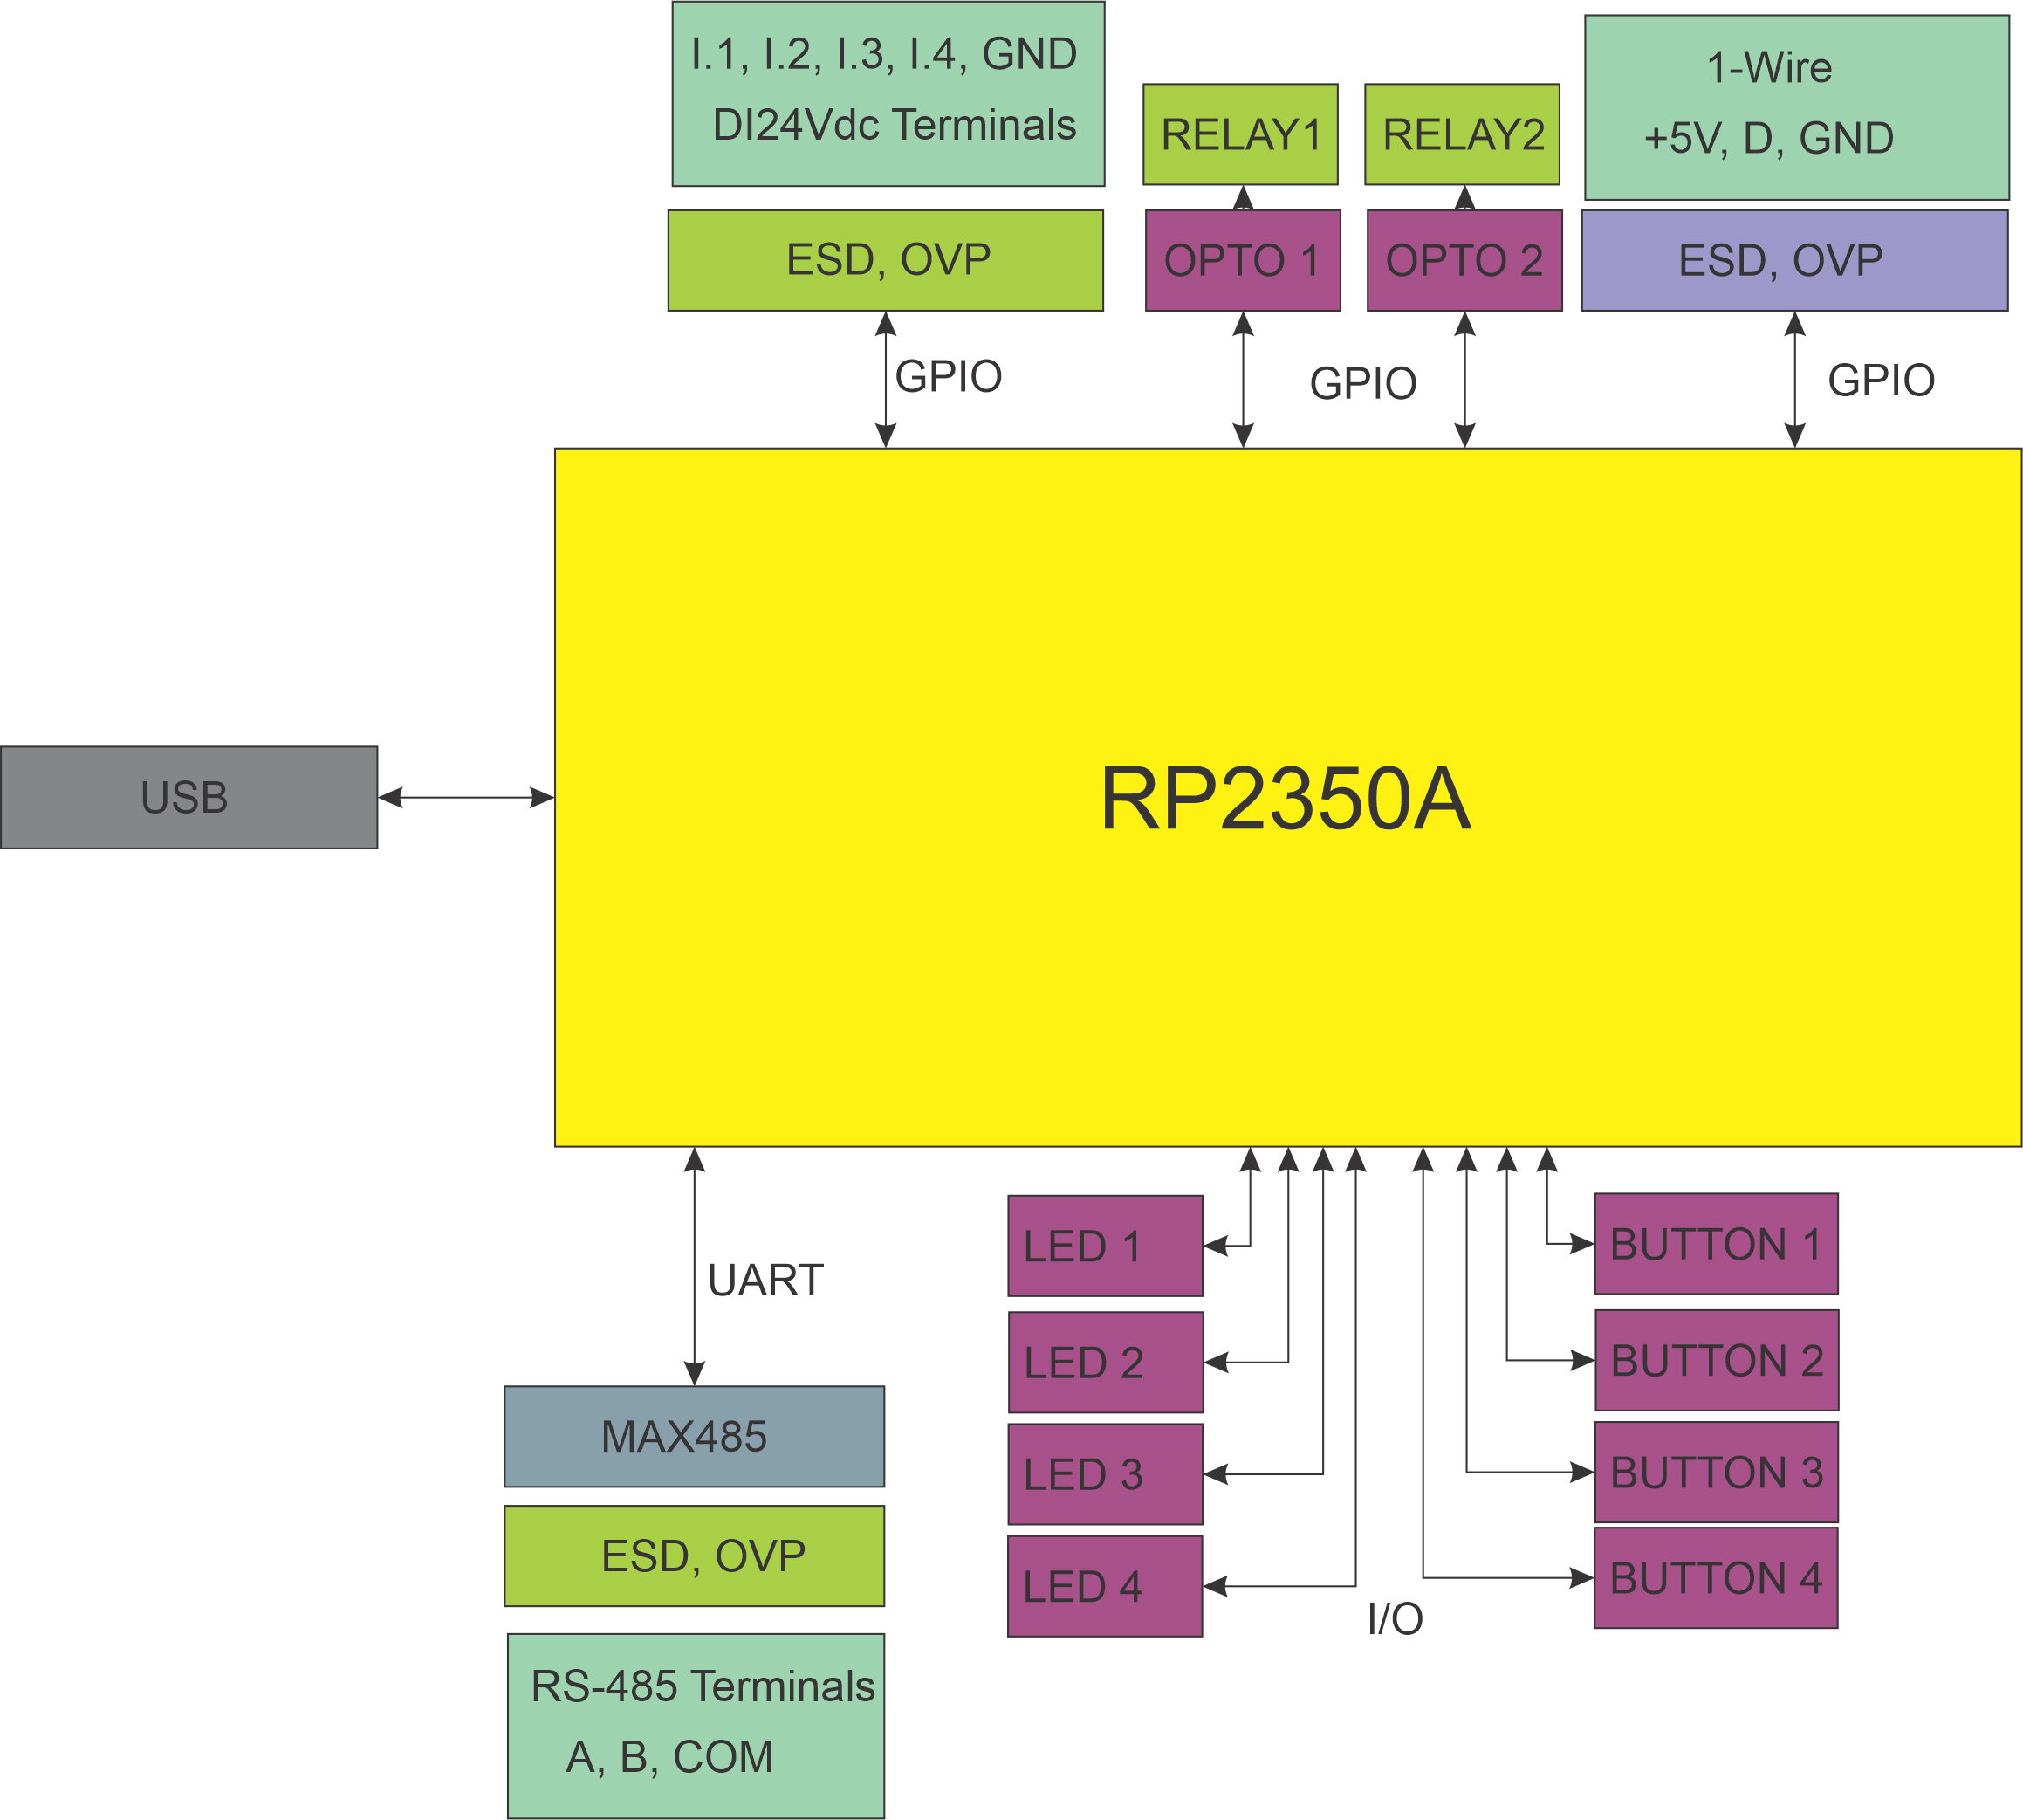 I.1, I.2, I.3, I.4, GND
DI24Vdc Terminals
RELAY1
RELAY2
1-Wire
+5V, D, GND
ESD, OVP
OPTO 1
OPTO 2
ESD, OVP
GPIO
GPIO
GPIO
RP2350A
USB
UART
MAX485
ESD, OVP
RS-485 Terminals
A, B, COM
LED 1
LED 2
LED 3
LED 4
I/O
BUTTON 1
BUTTON 2
BUTTON 3
BUTTON 4